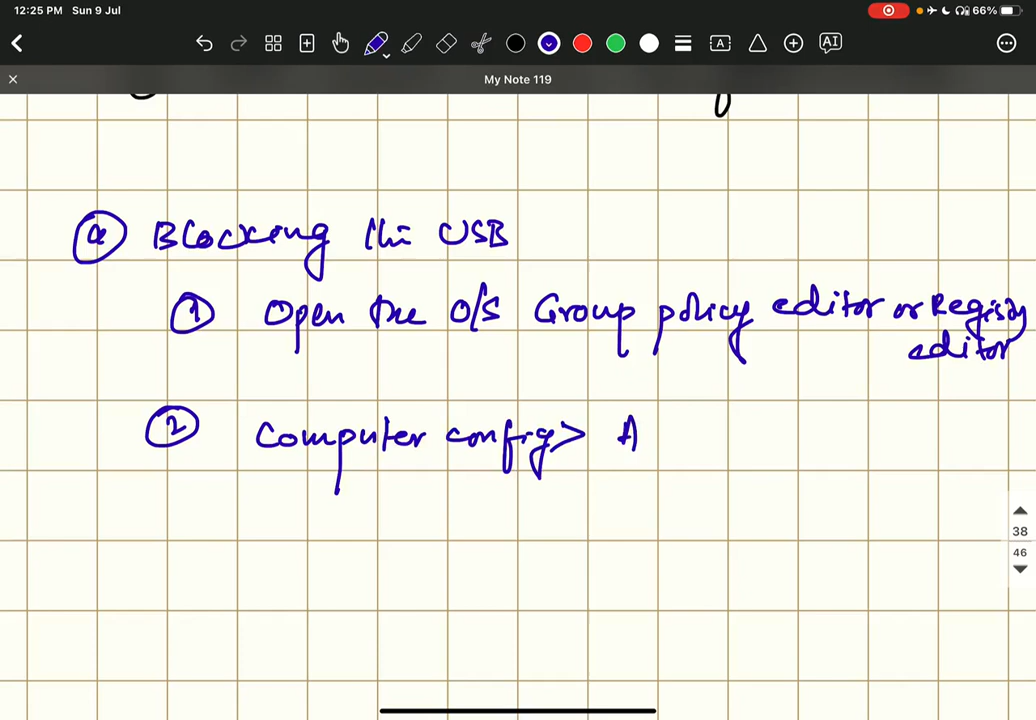 12:25 PM Sun 9 Jul 66%
A AI
My Note 119
a Blocking the USB
1 Open the O/S Group policy editor or Registry
editor
2 Computer config> A
38
46